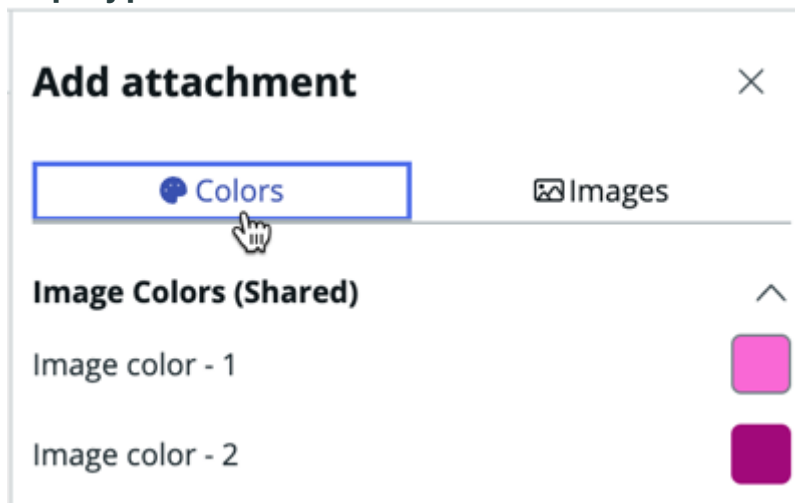 Add attachment
Colors
Images
Image Colors (Shared)
Image color - 1
Image color - 2